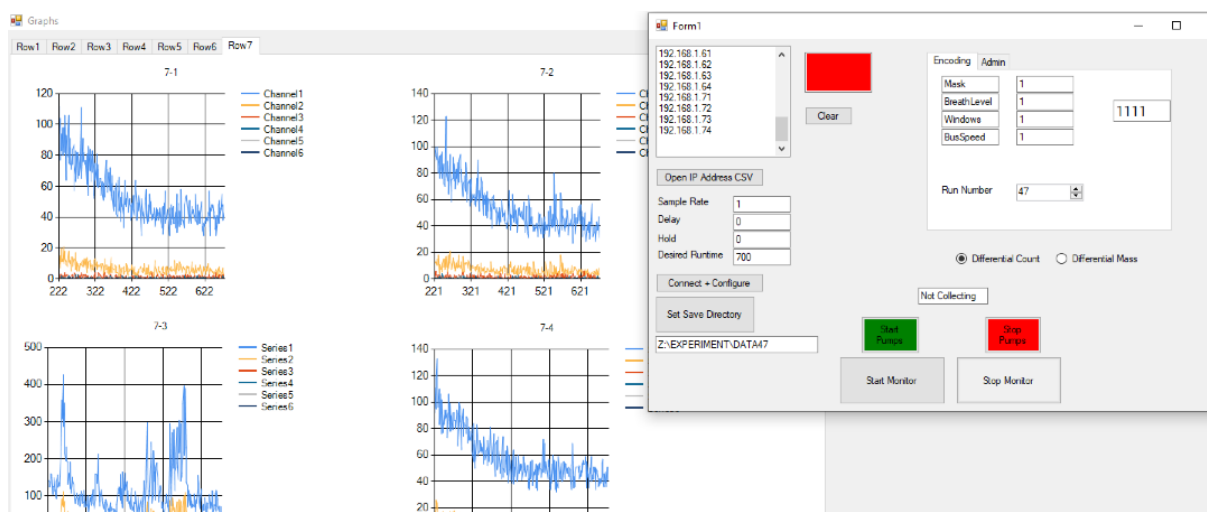 Graphs
Row1 Row2 Row3 Row4 Row5 Row6 Row7
7-1
120
100
80
60
40
20
0
222 322 422 522 622
Channel1
Channel2
Channel3
Channel4
Channel5
Channel6
7-2
140
120
100
80
60
40
20
0
221 321 421 521 621
7-3
500
400
300
200
100
Series1
Series2
Series3
Series4
Series5
Series6
7-4
140
120
100
80
60
40
20
Form1
192.168.1.61
192.168.1.62
192.168.1.63
192.168.1.64
192.168.1.71
192.168.1.72
192.168.1.73
192.168.1.74
Clear
Open IP Address CSV
Sample Rate 1
Delay 0
Hold 0
Desired Runtime 700
Connect + Configure
Set Save Directory
Z:\EXPERIMENT\DATA47
Encoding Admin
Mask 1
BreathLevel 1
Windows 1
BusSpeed 1
1111
Run Number 47
Differential Count Differential Mass
Not Collecting
Start Pumps
Stop Pumps
Start Monitor
Stop Monitor